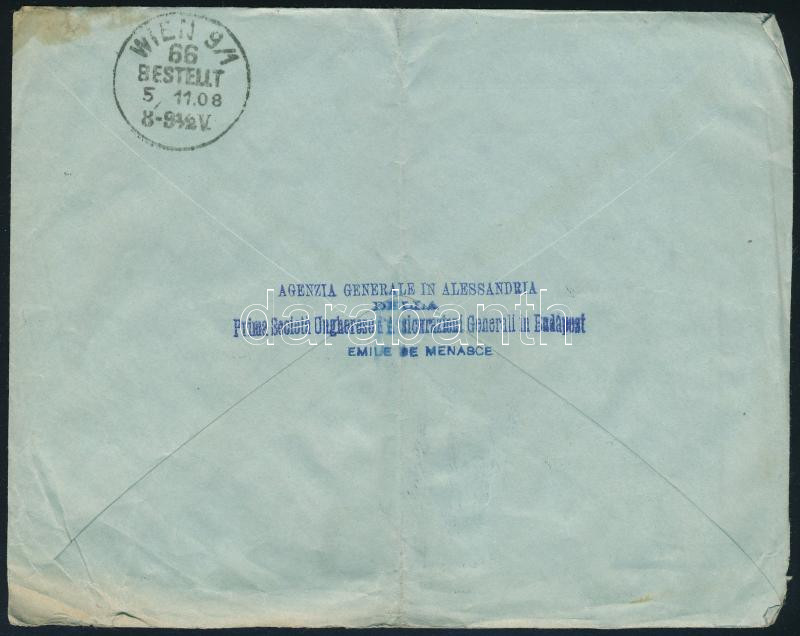 WIEN 9/1
66
BESTELLT
5/11.08
8-9½V.
AGENZIA GENERALE IN ALESSANDRIA
DELLA
Prima Società Ungherese d'Assicurazioni Generali in Budapest
EMILE DE MENASCE
darabanth